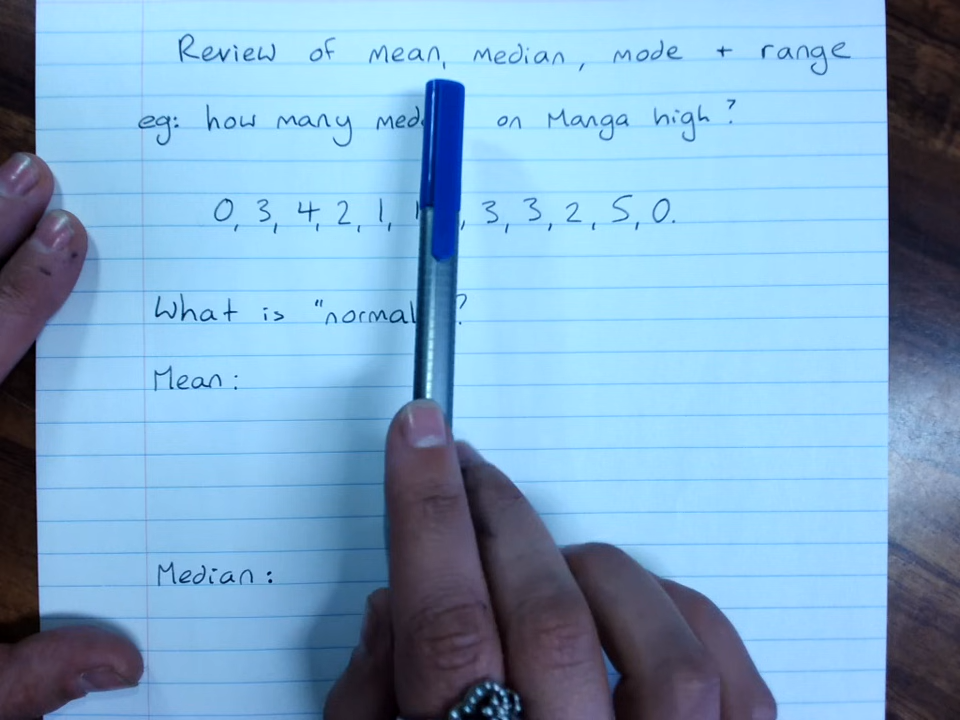 Review of mean, median, mode + range
eg: how many on Manga high?
0, 3, 4, 2, 1, 3, 3, 2, 5, 0.
What is "normal ?
Mean:
Median: